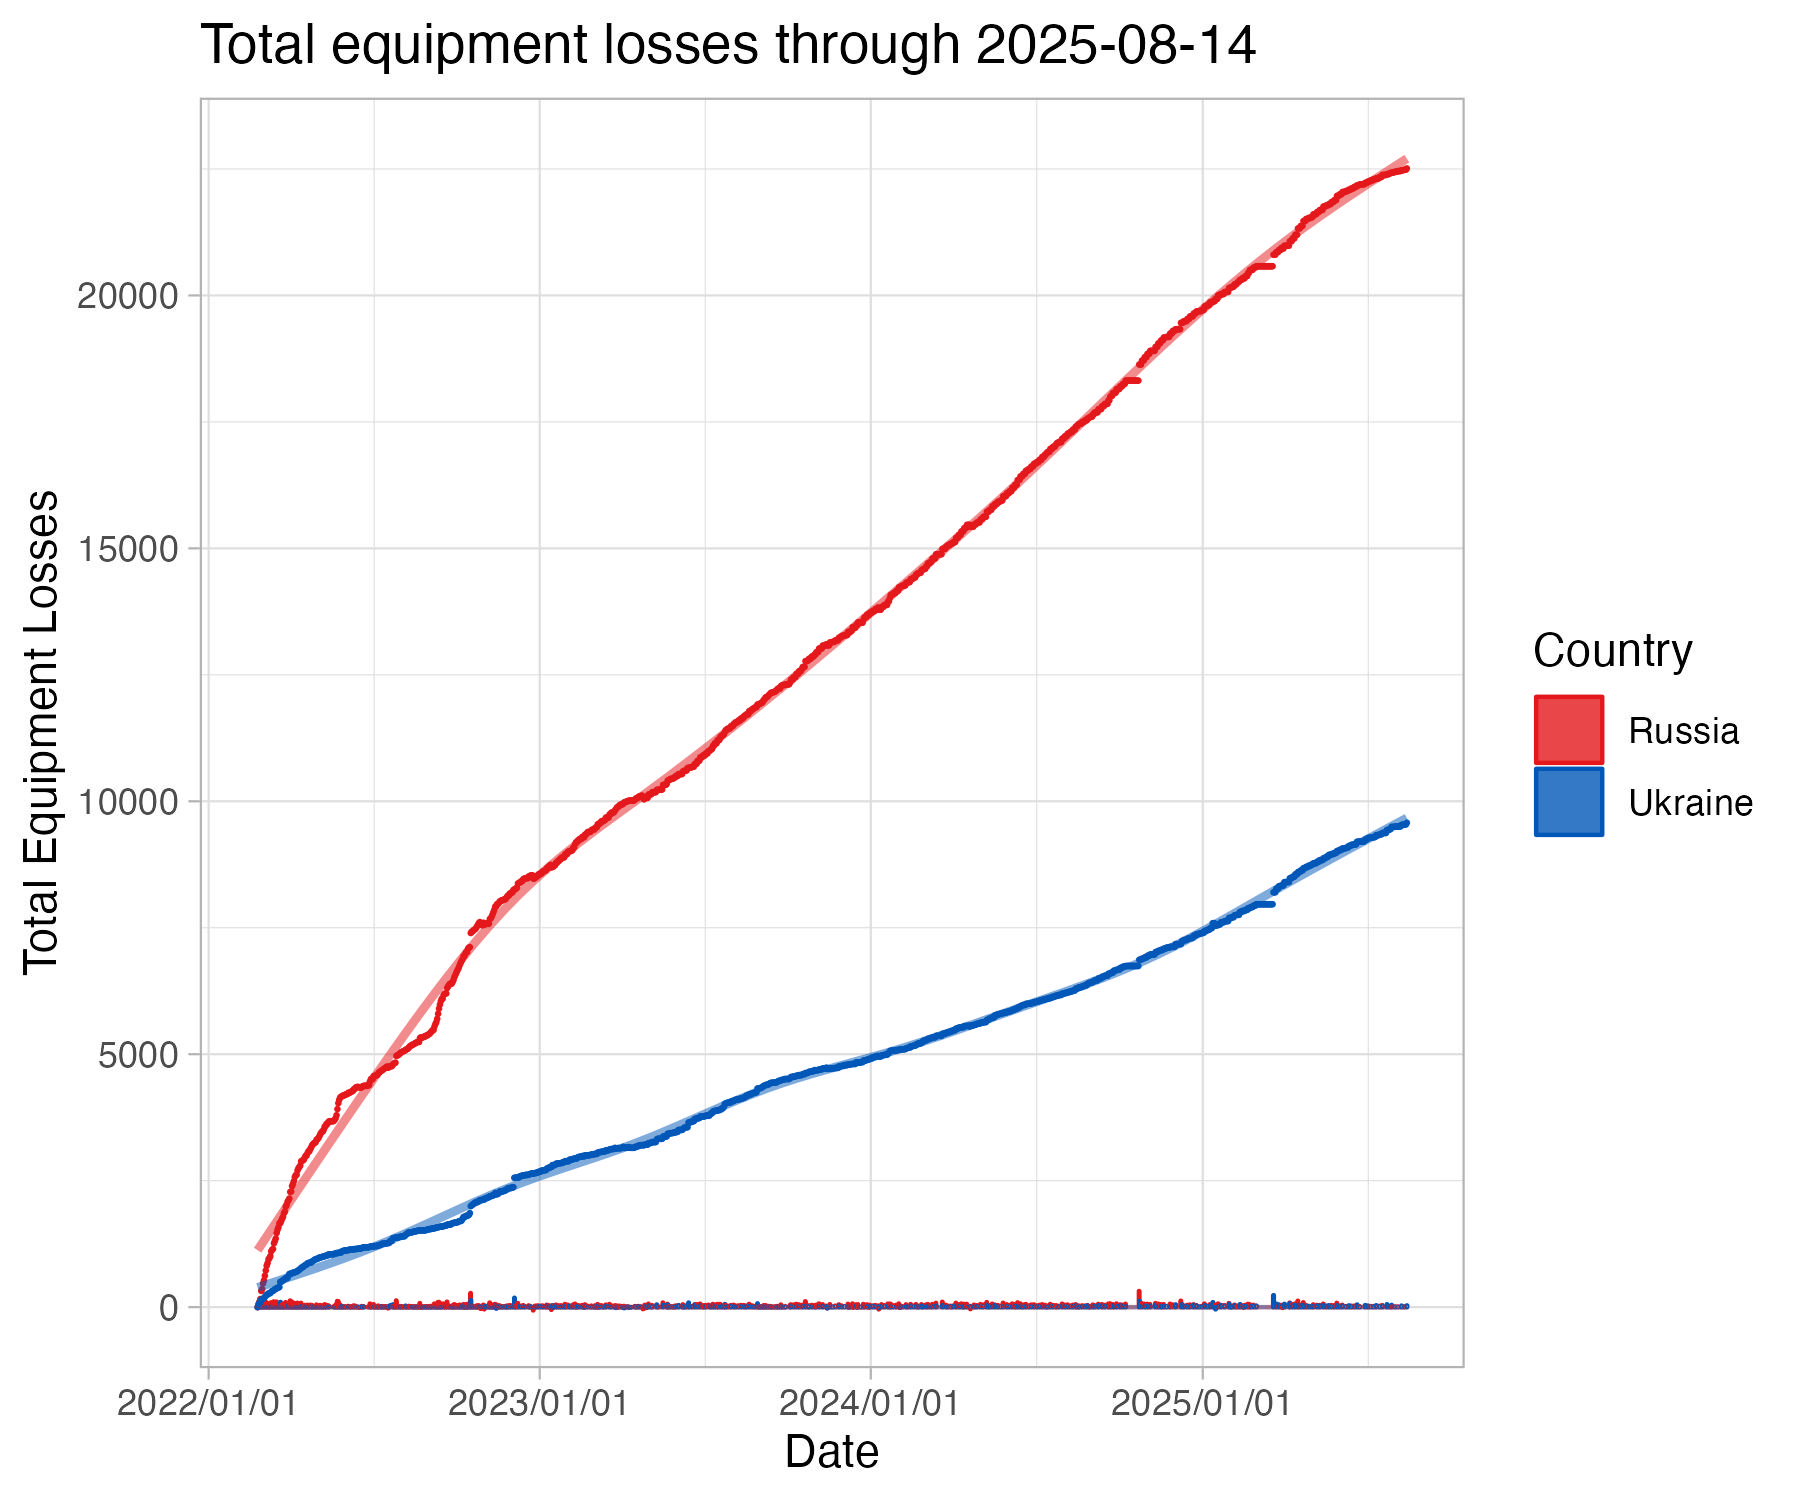 Total equipment losses through 2025-08-14
Total Equipment Losses
20000
15000
10000
5000
0
2022/01/01
2023/01/01
2024/01/01
2025/01/01
Date
Country
Russia
Ukraine